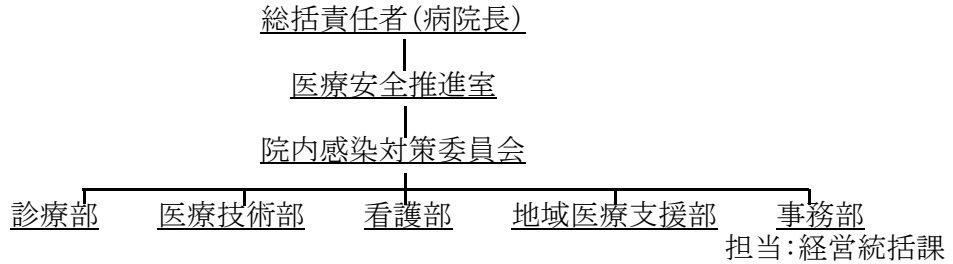 総括責任者(病院長)
医療安全推進室
院内感染対策委員会
診療部 医療技術部 看護部 地域医療支援部 事務部
担当:経営統括課